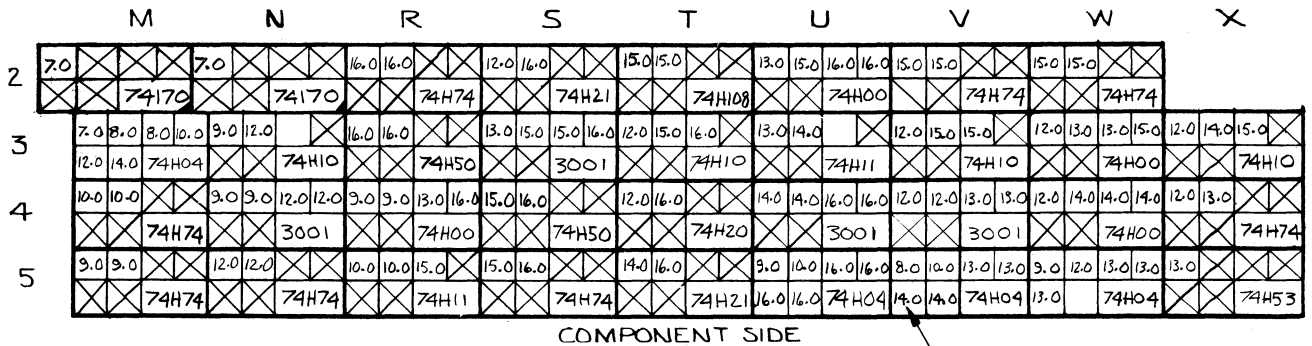 M N R S T U V W X
2 7.0 7.0 16.0 16.0 12.0 16.0 15.0 15.0 13.0 15.0 16.0 16.0 15.0 15.0 15.0 15.0
74170 74170 74H74 74H21 74H108 74H00 74H74 74H74
3 7.0 8.0 8.0 10.0 9.0 12.0 16.0 16.0 13.0 15.0 15.0 16.0 12.0 15.0 16.0 13.0 14.0 12.0 15.0 15.0 12.0 13.0 13.0 15.0 12.0 14.0 15.0
12.0 14.0 74H04 74H10 74H50 3001 74H10 74H11 74H10 74H00 74H10
4 10.0 10.0 9.0 9.0 12.0 12.0 9.0 9.0 13.0 16.0 15.0 16.0 12.0 16.0 14.0 14.0 16.0 16.0 12.0 12.0 13.0 13.0 12.0 14.0 14.0 14.0 12.0 13.0
74H74 3001 74H00 74H50 74H20 3001 3001 74H00 74H74
5 9.0 9.0 12.0 12.0 10.0 10.0 15.0 15.0 16.0 14.0 16.0 9.0 10.0 16.0 16.0 8.0 10.0 13.0 13.0 9.0 12.0 13.0 13.0 13.0
74H74 74H74 74H11 74H74 74H21 16.0 16.0 74H04 14.0 14.0 74H04 13.0 74H04 74H53
COMPONENT SIDE